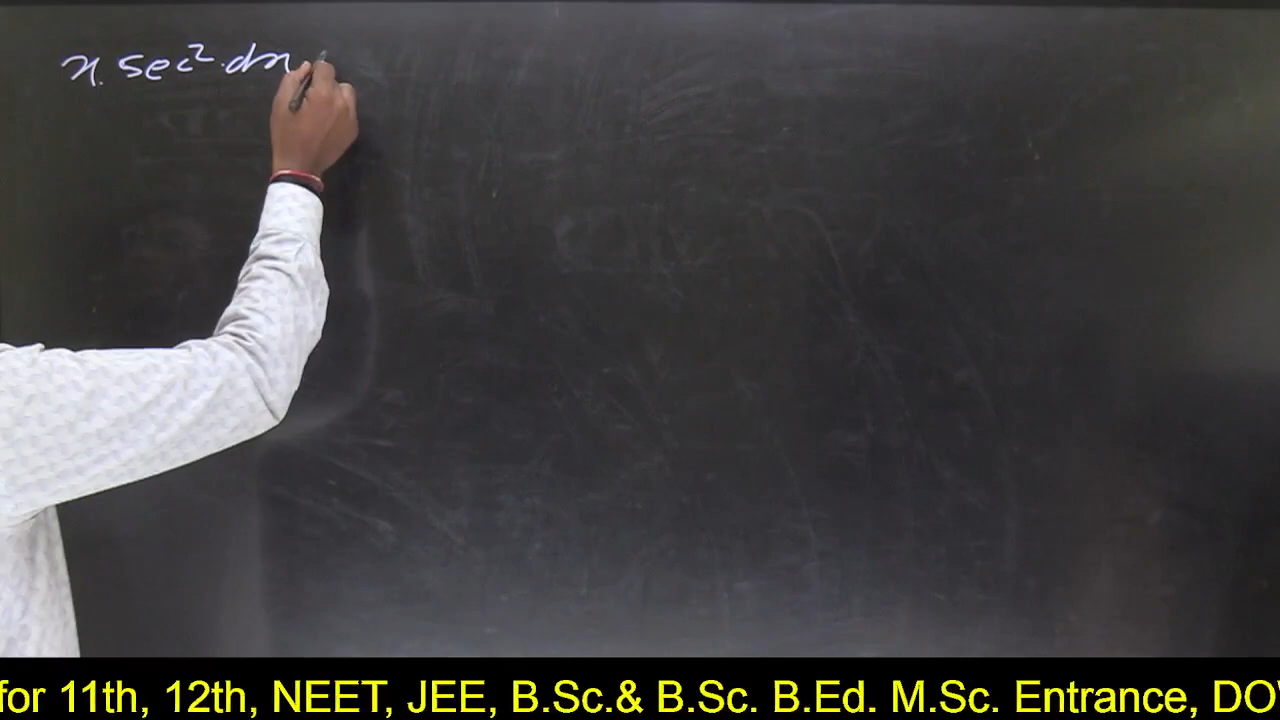 x. sec².dx
for 11th, 12th, NEET, JEE, B.Sc.& B.Sc. B.Ed. M.Sc. Entrance, DO